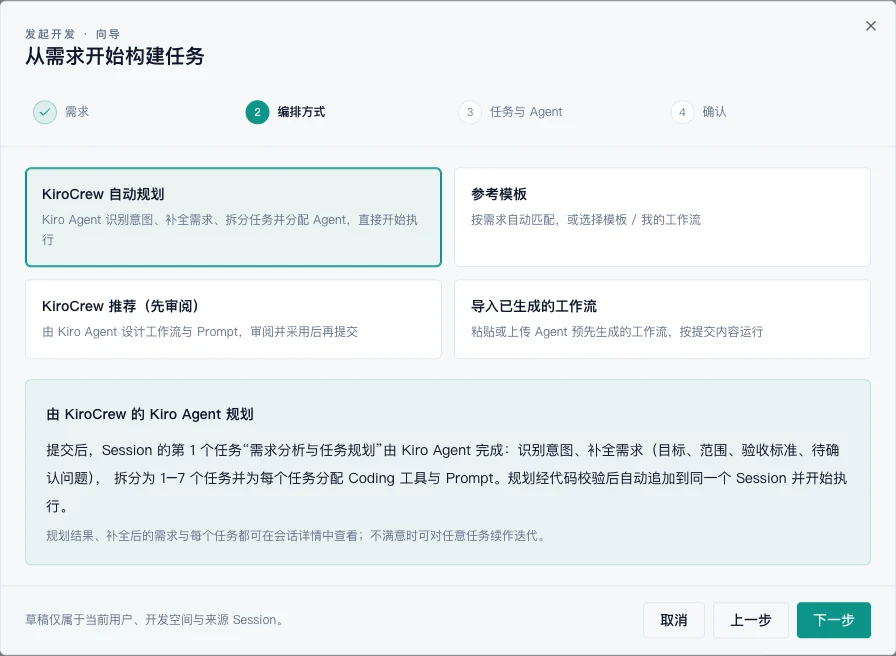 发起开发 · 向导
从需求开始构建任务
需求
2 编排方式
3 任务与 Agent
4 确认
KiroCrew 自动规划
Kiro Agent 识别意图、补全需求、拆分任务并分配 Agent，直接开始执
行
参考模板
按需求自动匹配，或选择模板 / 我的工作流
KiroCrew 推荐（先审阅）
由 Kiro Agent 设计工作流与 Prompt，审阅并采用后再提交
导入已生成的工作流
粘贴或上传 Agent 预先生成的工作流，按提交内容运行
由 KiroCrew 的 Kiro Agent 规划
提交后，Session 的第 1 个任务“需求分析与任务规划”由 Kiro Agent 完成：识别意图、补全需求（目标、范围、验收标准、待确
认问题）， 拆分为 1–7 个任务并为每个任务分配 Coding 工具与 Prompt。规划经代码校验后自动追加到同一个 Session 并开始执
行。
规划结果、补全后的需求与每个任务都可在会话详情中查看；不满意时可对任意任务续作迭代。
草稿仅属于当前用户、开发空间与来源 Session。
取消
上一步
下一步